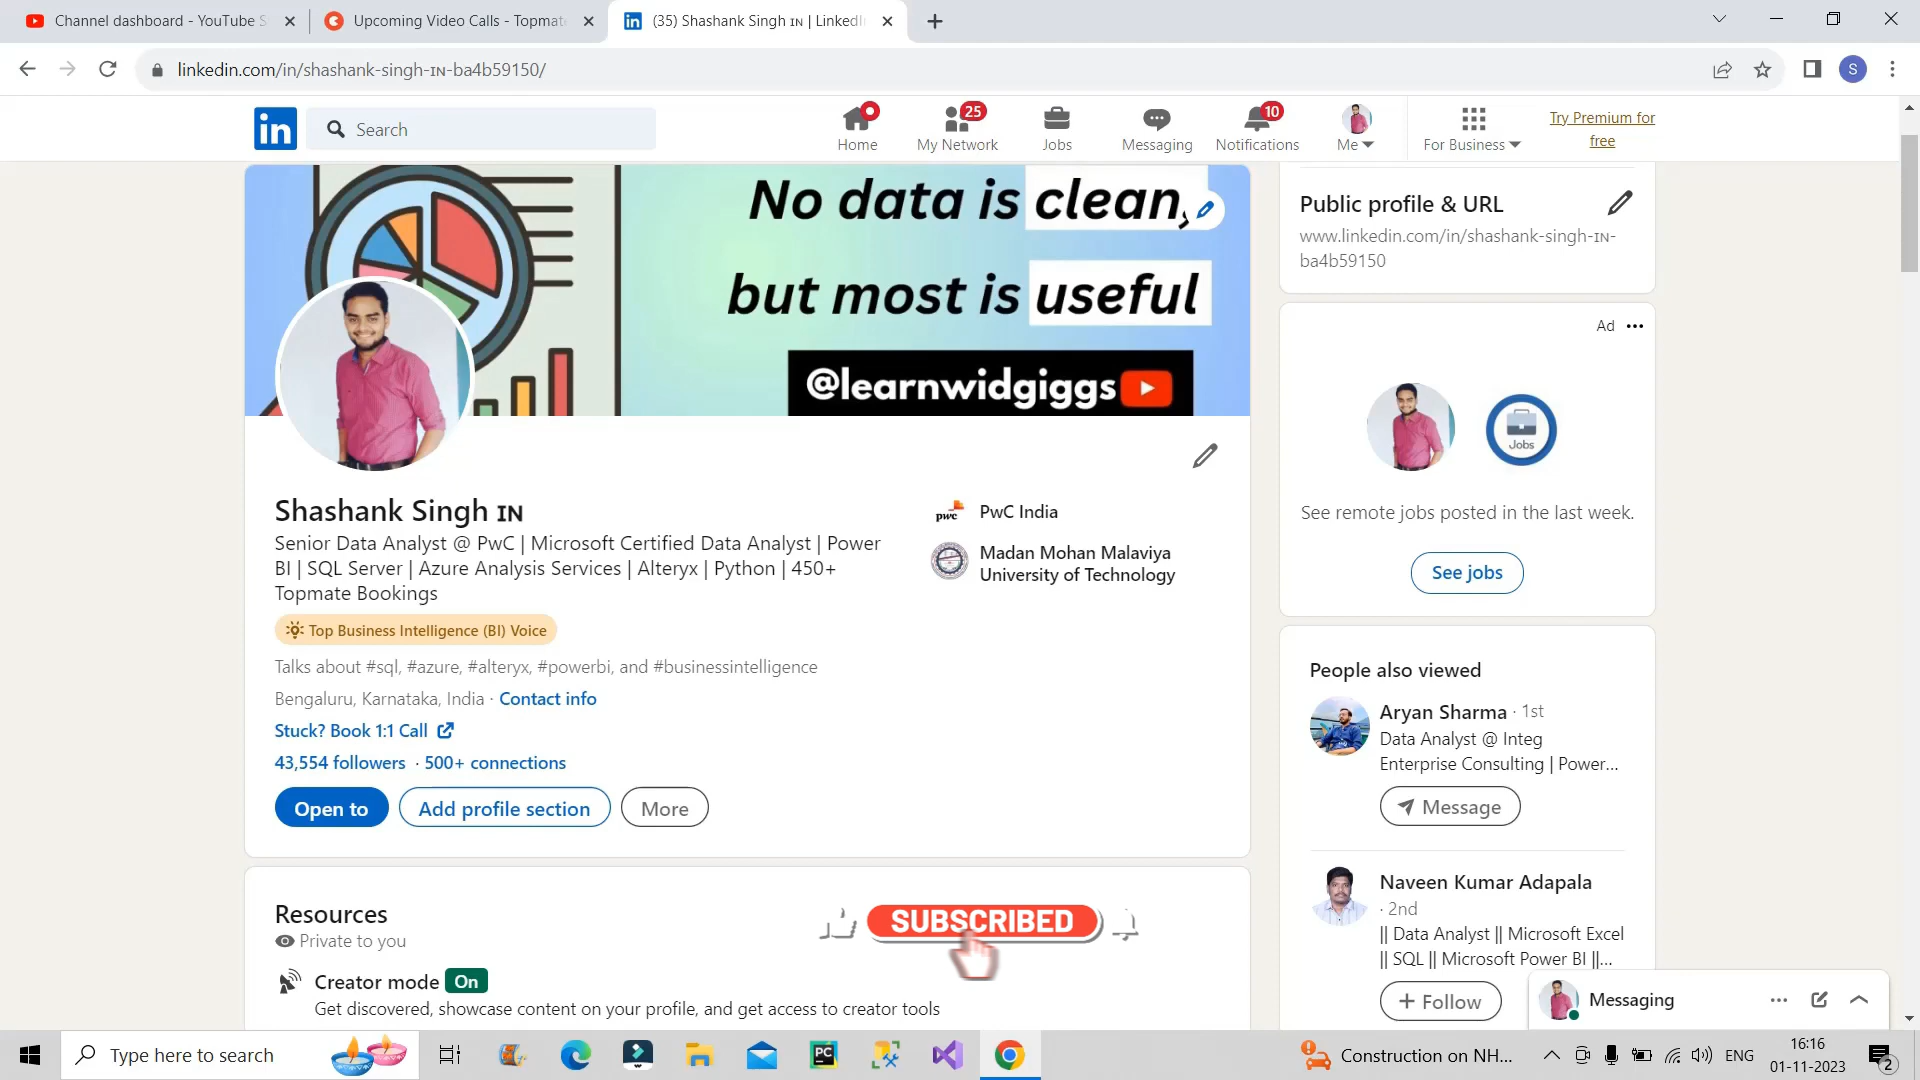 Channel dashboard - YouTube S
Upcoming Video Calls - Topmate
(35) Shashank Singh ɪɴ | LinkedIn
linkedin.com/in/shashank-singh-ɪɴ-ba4b59150/
S
in
Search
Home
25
My Network
Jobs
Messaging
10
Notifications
Me
For Business
Try Premium for
free
No data is clean,
but most is useful
@learnwidgiggs
Shashank Singh ɪɴ
Senior Data Analyst @ PwC | Microsoft Certified Data Analyst | Power
BI | SQL Server | Azure Analysis Services | Alteryx | Python | 450+
Topmate Bookings
Top Business Intelligence (BI) Voice
Talks about #sql, #azure, #alteryx, #powerbi, and #businessintelligence
Bengaluru, Karnataka, India · Contact info
Stuck? Book 1:1 Call
43,554 followers · 500+ connections
Open to
Add profile section
More
pwc
PwC India
Madan Mohan Malaviya
University of Technology
Resources
Private to you
Creator mode On
Get discovered, showcase content on your profile, and get access to creator tools
SUBSCRIBED
Public profile & URL
www.linkedin.com/in/shashank-singh-ɪɴ-
ba4b59150
Ad
Jobs
See remote jobs posted in the last week.
See jobs
People also viewed
Aryan Sharma · 1st
Data Analyst @ Integ
Enterprise Consulting | Power...
Message
Naveen Kumar Adapala
· 2nd
|| Data Analyst || Microsoft Excel
|| SQL || Microsoft Power BI ||...
Follow
Messaging
Type here to search
PC
Construction on NH...
ENG
16:16
01-11-2023
2